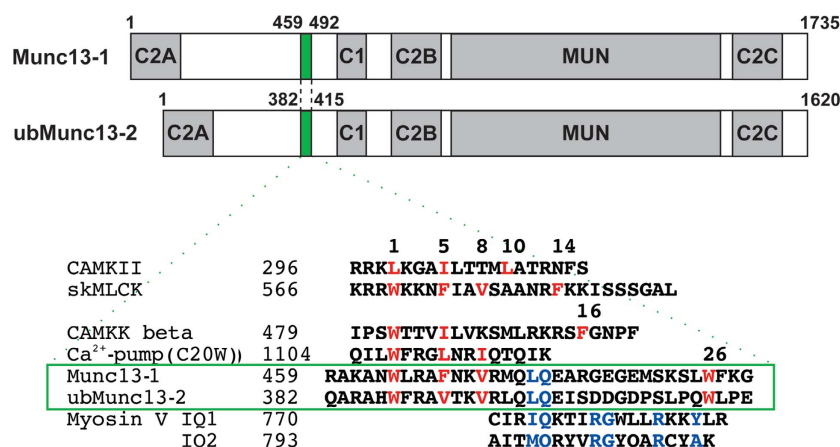 1 459 492 1735
Munc13-1 C2A C1 C2B MUN C2C
1 382 415 1620
ubMunc13-2 C2A C1 C2B MUN C2C
1 5 8 10 14
CAMKII 296 RRKLKGAILTTMLATRNFS
skMLCK 566 KRRWKKNFIAVSAANRFKKISSSGAL
16
CAMKK beta 479 IPSWTTVILVKSMLRKRSFGNPF
Ca²⁺-pump(C20W)) 1104 QILWFRGLNRIQTQIK 26
Munc13-1 459 RAKANWLRAFNKVRMQLQEARGEGEMSKSLWFKG
ubMunc13-2 382 QARAHWFRAVTKVRLQLQEISDDGDPSLPQWLPE
Myosin V IQ1 770 CIRIQKTIRGWLLRKKYLR
IQ2 793 AITMQRYVRGYQARCYAK